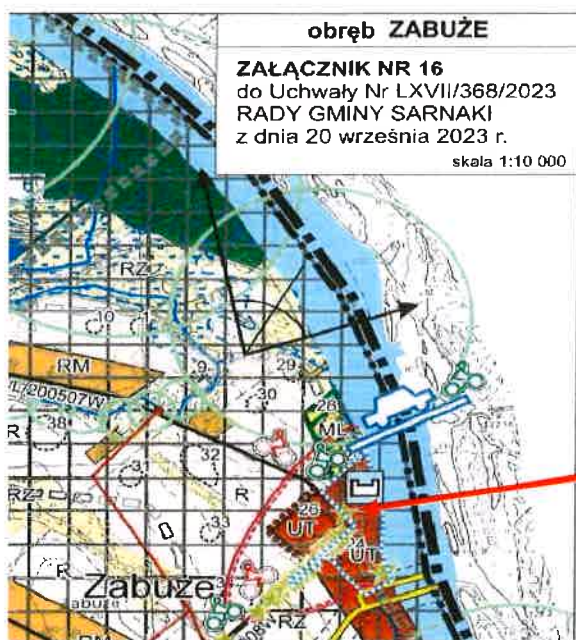 obręb ZABUŻE
ZAŁĄCZNIK NR 16
do Uchwały Nr LXVII/368/2023
RADY GMINY SARNAKI
z dnia 20 września 2023 r.
skala 1:10 000
RZ
10
RM
9
29
30
200507W
28
ML
R
38
32
31
RZ
R
26
UT
33
UT
R
Zabuże
RZ
RM